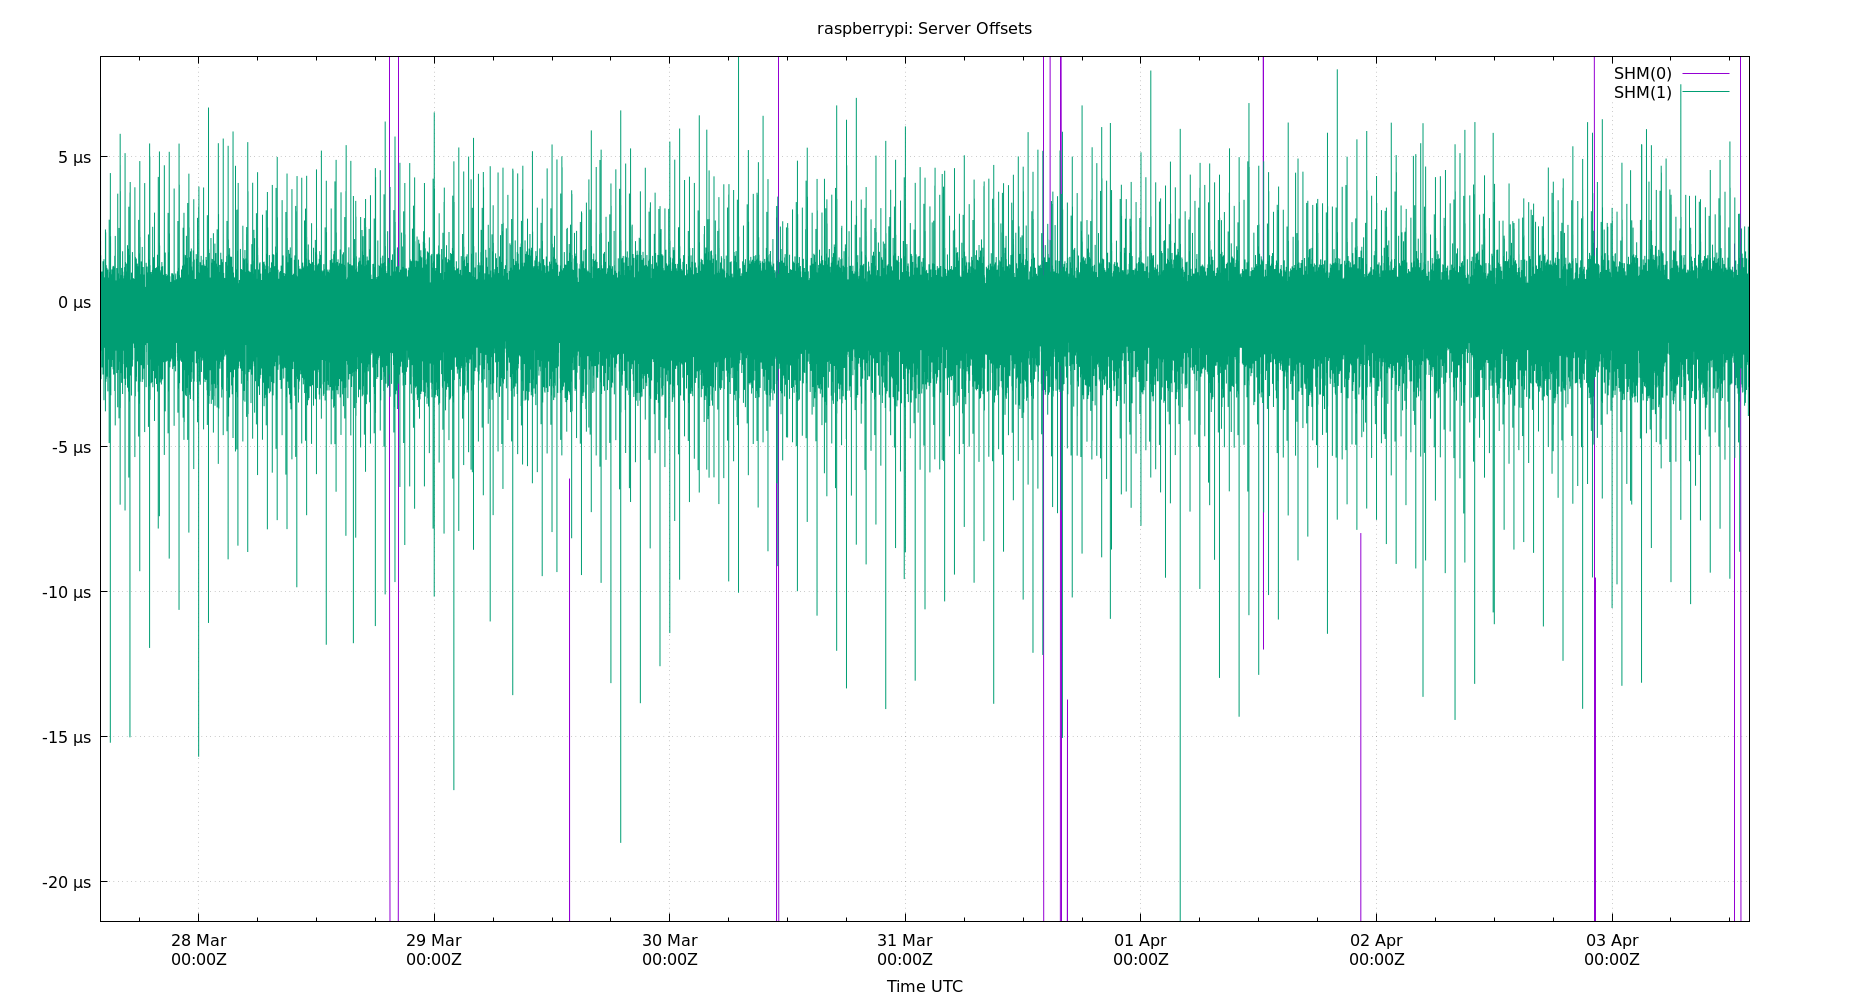 raspberrypi: Server Offsets
SHM(0)
SHM(1)
5 µs
0 µs
-5 µs
-10 µs
-15 µs
-20 µs
28 Mar
00:00Z
29 Mar
00:00Z
30 Mar
00:00Z
31 Mar
00:00Z
01 Apr
00:00Z
02 Apr
00:00Z
03 Apr
00:00Z
Time UTC